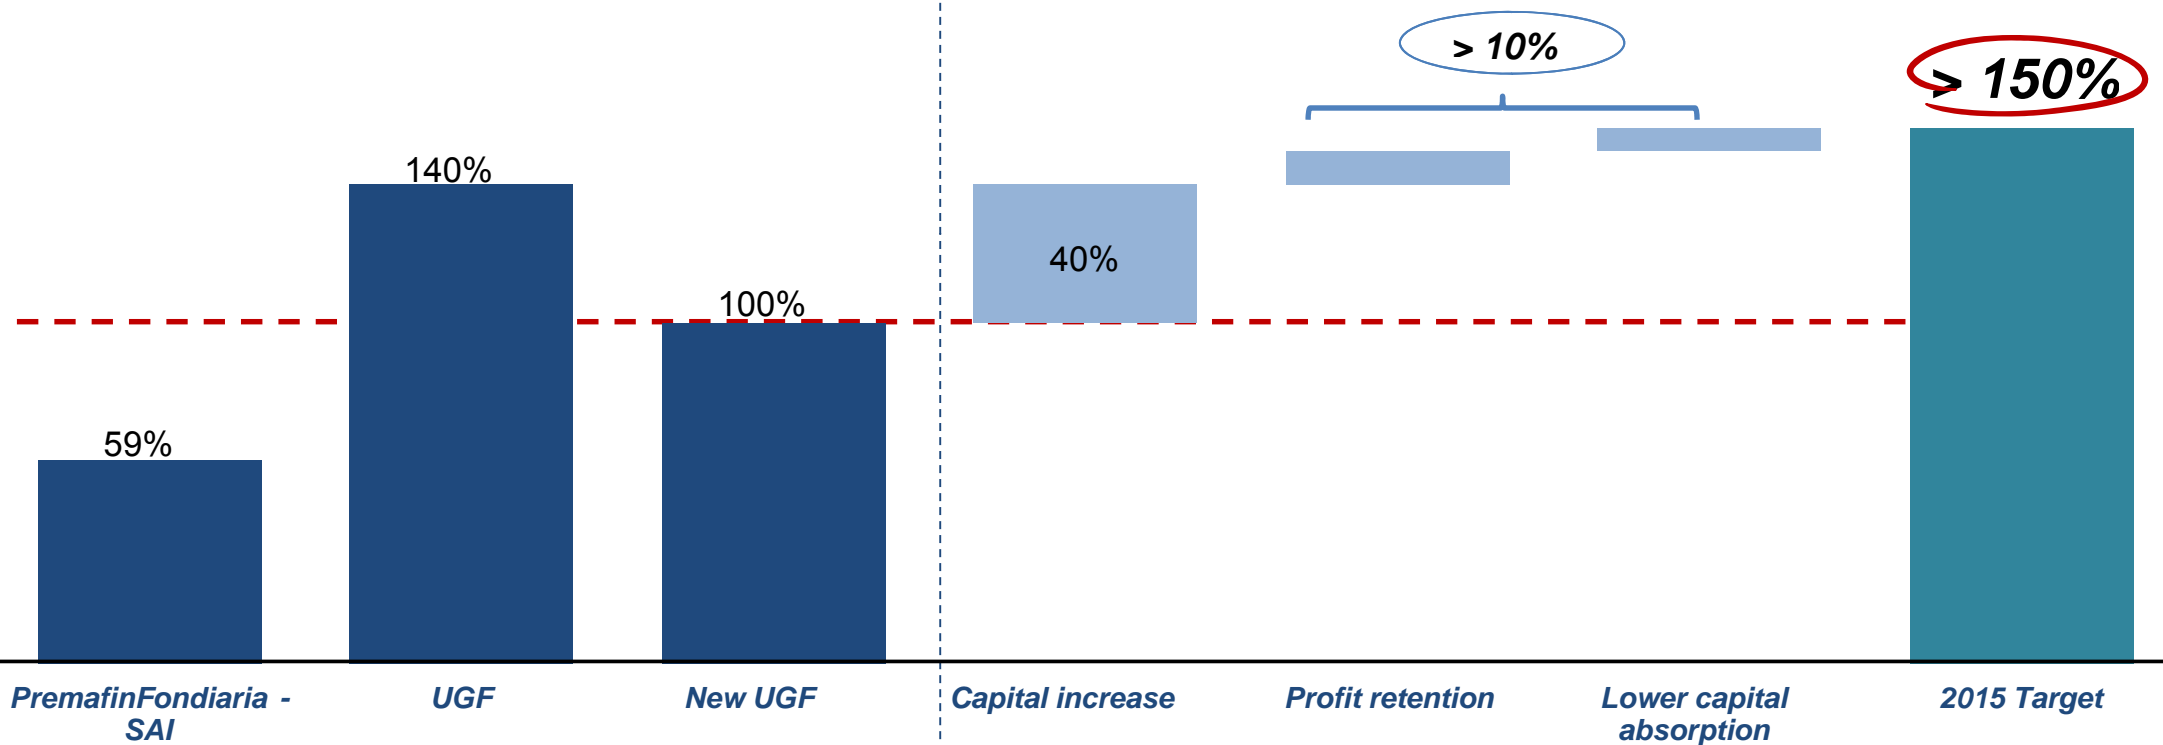 > 10%
> 150%
140%
40%
100%
59%
PremafinFondiaria -
SAI
UGF
New UGF
Capital increase
Profit retention
Lower capital
absorption
2015 Target